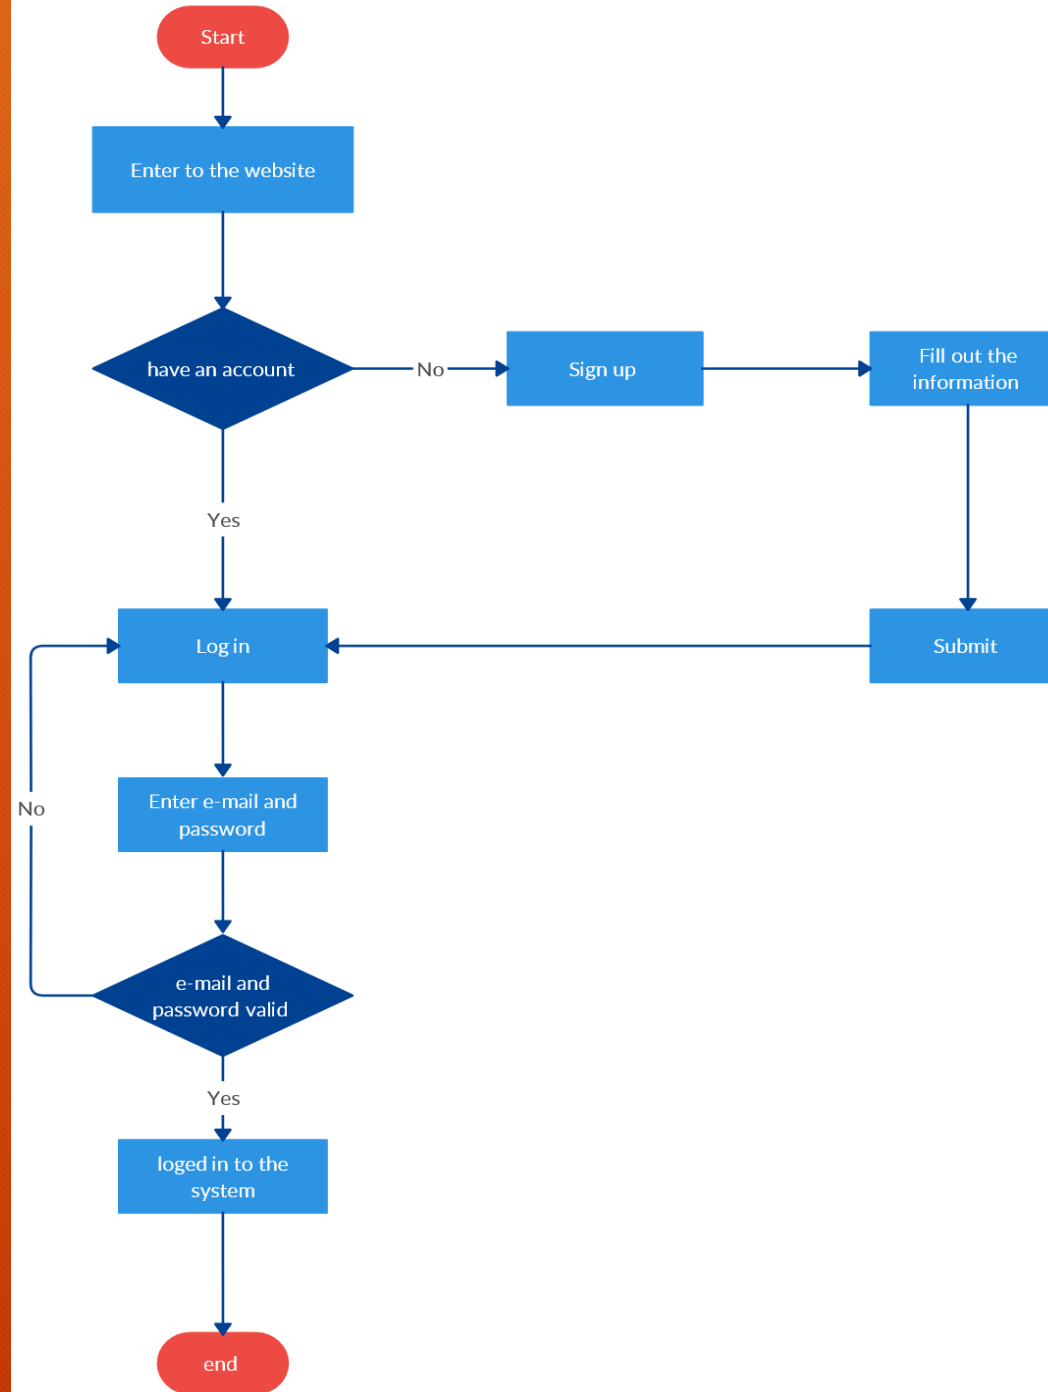 Start
Enter to the website
have an account
No
Sign up
Fill out the
information
Yes
Log in
Submit
No
Enter e-mail and
password
e-mail and
password valid
Yes
loged in to the
system
end